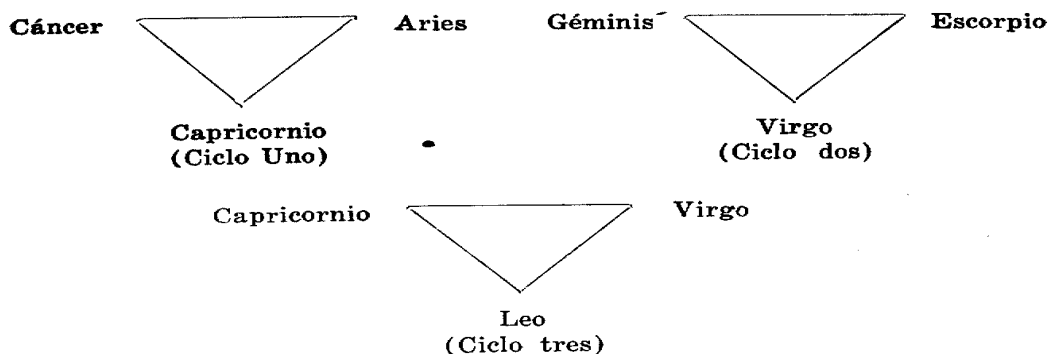 Cáncer Aries Géminis Escorpio
Capricornio
(Ciclo Uno)
Virgo
(Ciclo dos)
Capricornio Virgo
Leo
(Ciclo tres)